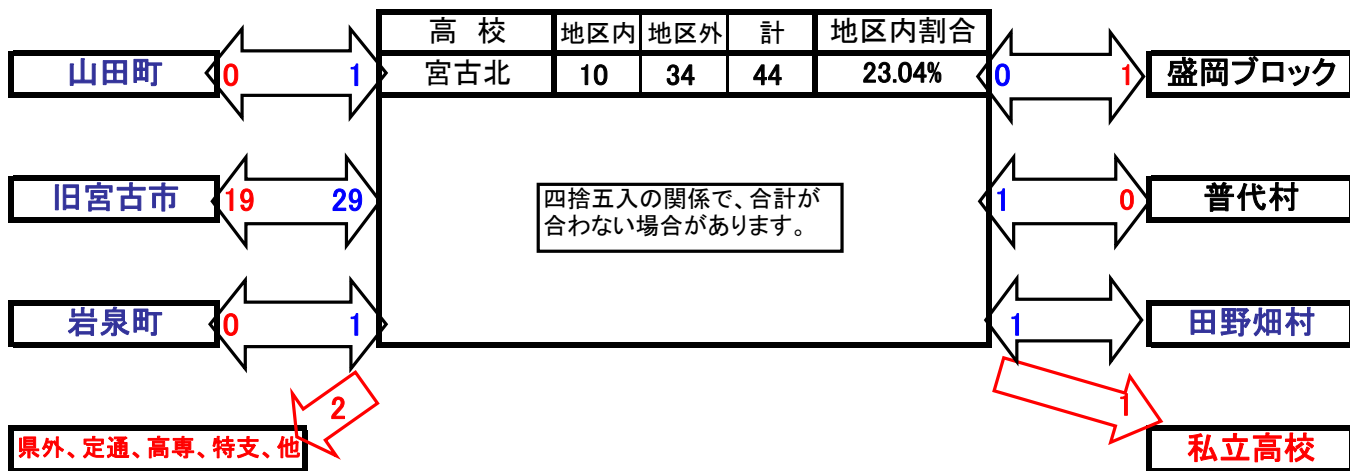 高 校 地区内 地区外 計 地区内割合
宮古北 10 34 44 23.04%
山田町 0 1
0 1 盛岡ブロック
旧宮古市 19 29
四捨五入の関係で、合計が
合わない場合があります。
1 0 普代村
岩泉町 0 1
1 田野畑村
2
県外、定通、高専、特支、他
1
私立高校